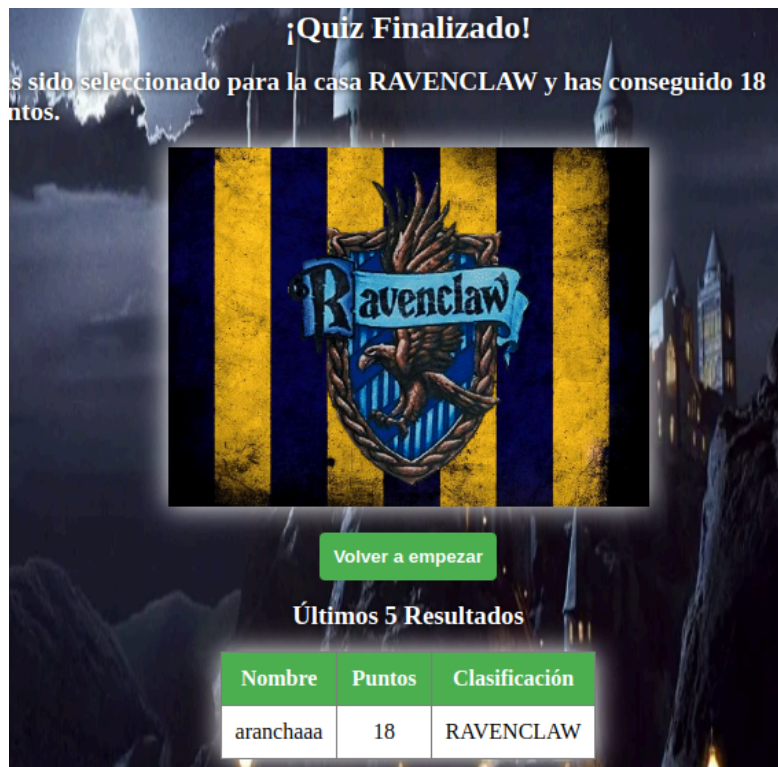 ¡Quiz Finalizado!
s sido seleccionado para la casa RAVENCLAW y has conseguido 18
ntos.
Ravenclaw
Volver a empezar
Últimos 5 Resultados
Nombre Puntos Clasificación
aranchaaa 18 RAVENCLAW